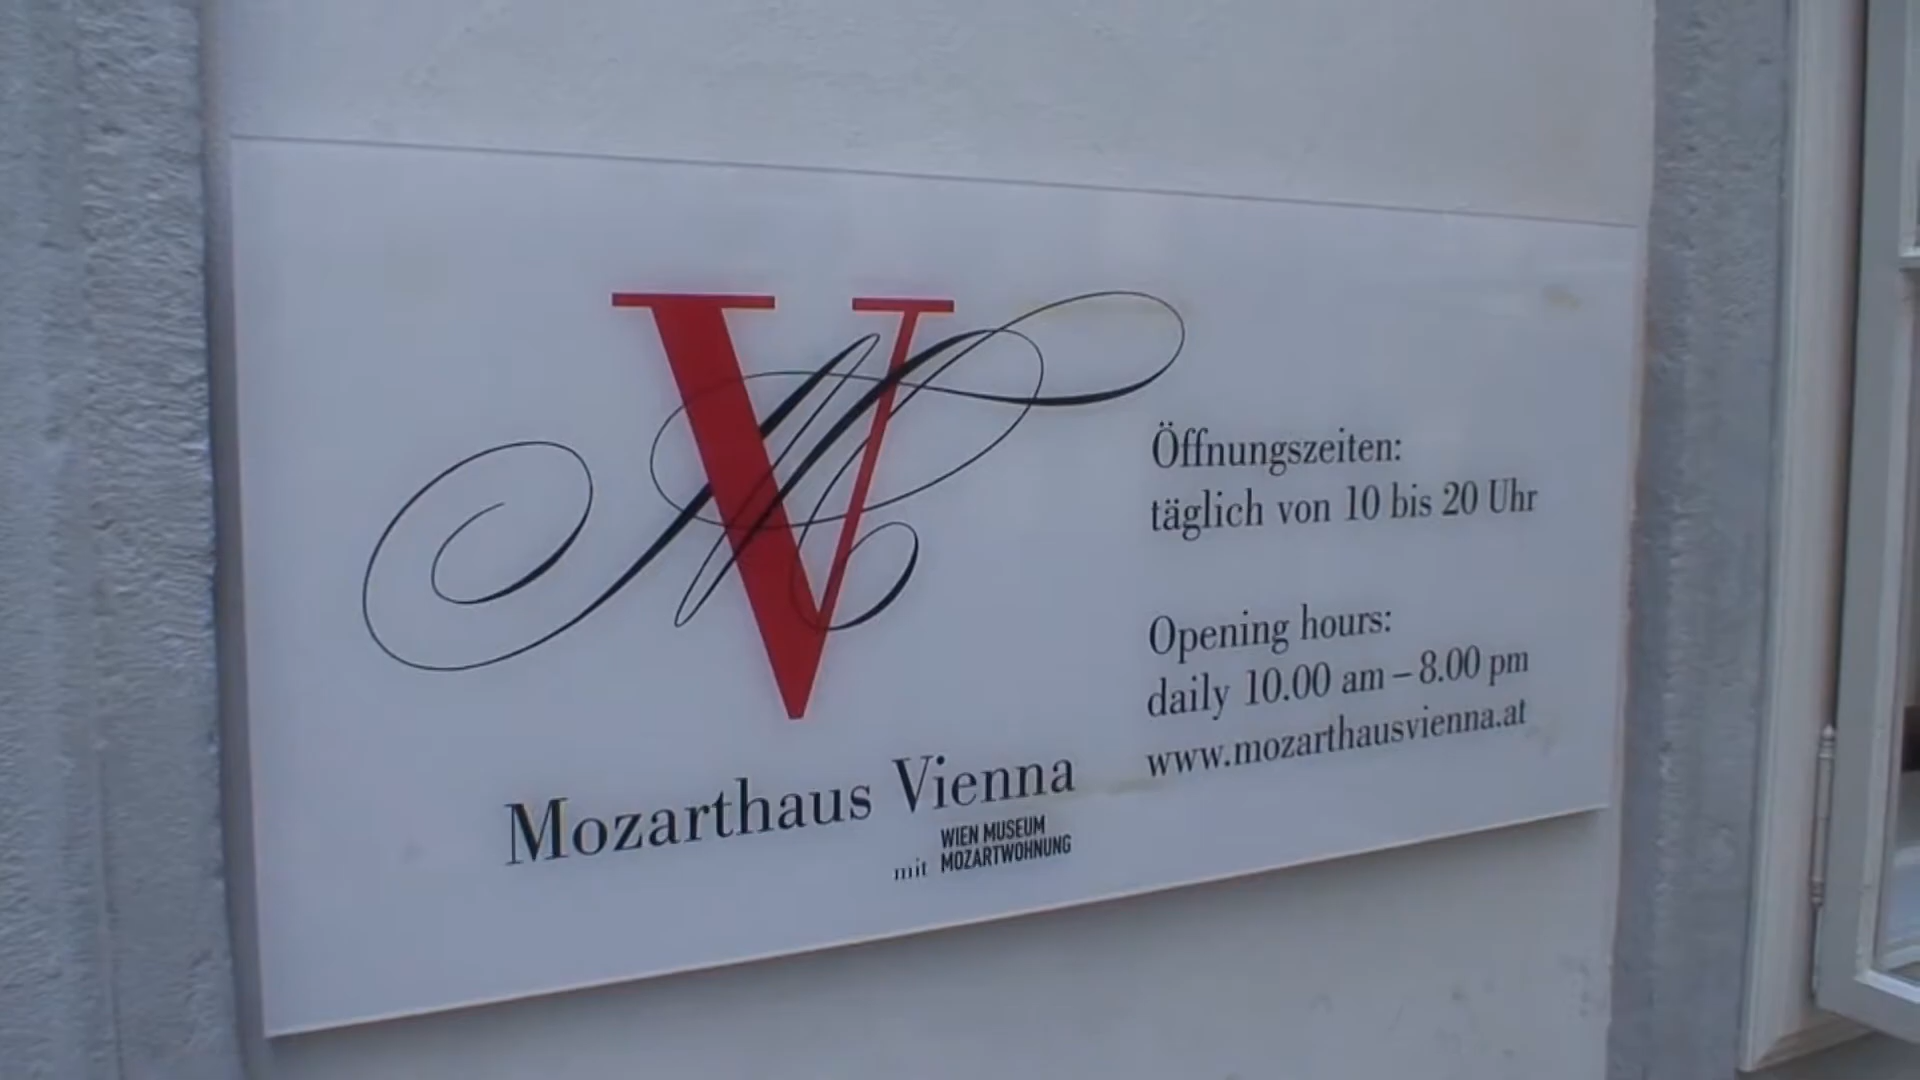 V
M
Mozarthaus Vienna
mit WIEN MUSEUM
MOZARTWOHNUNG
Öffnungszeiten:
täglich von 10 bis 20 Uhr
Opening hours:
daily 10.00 am – 8.00 pm
www.mozarthausvienna.at